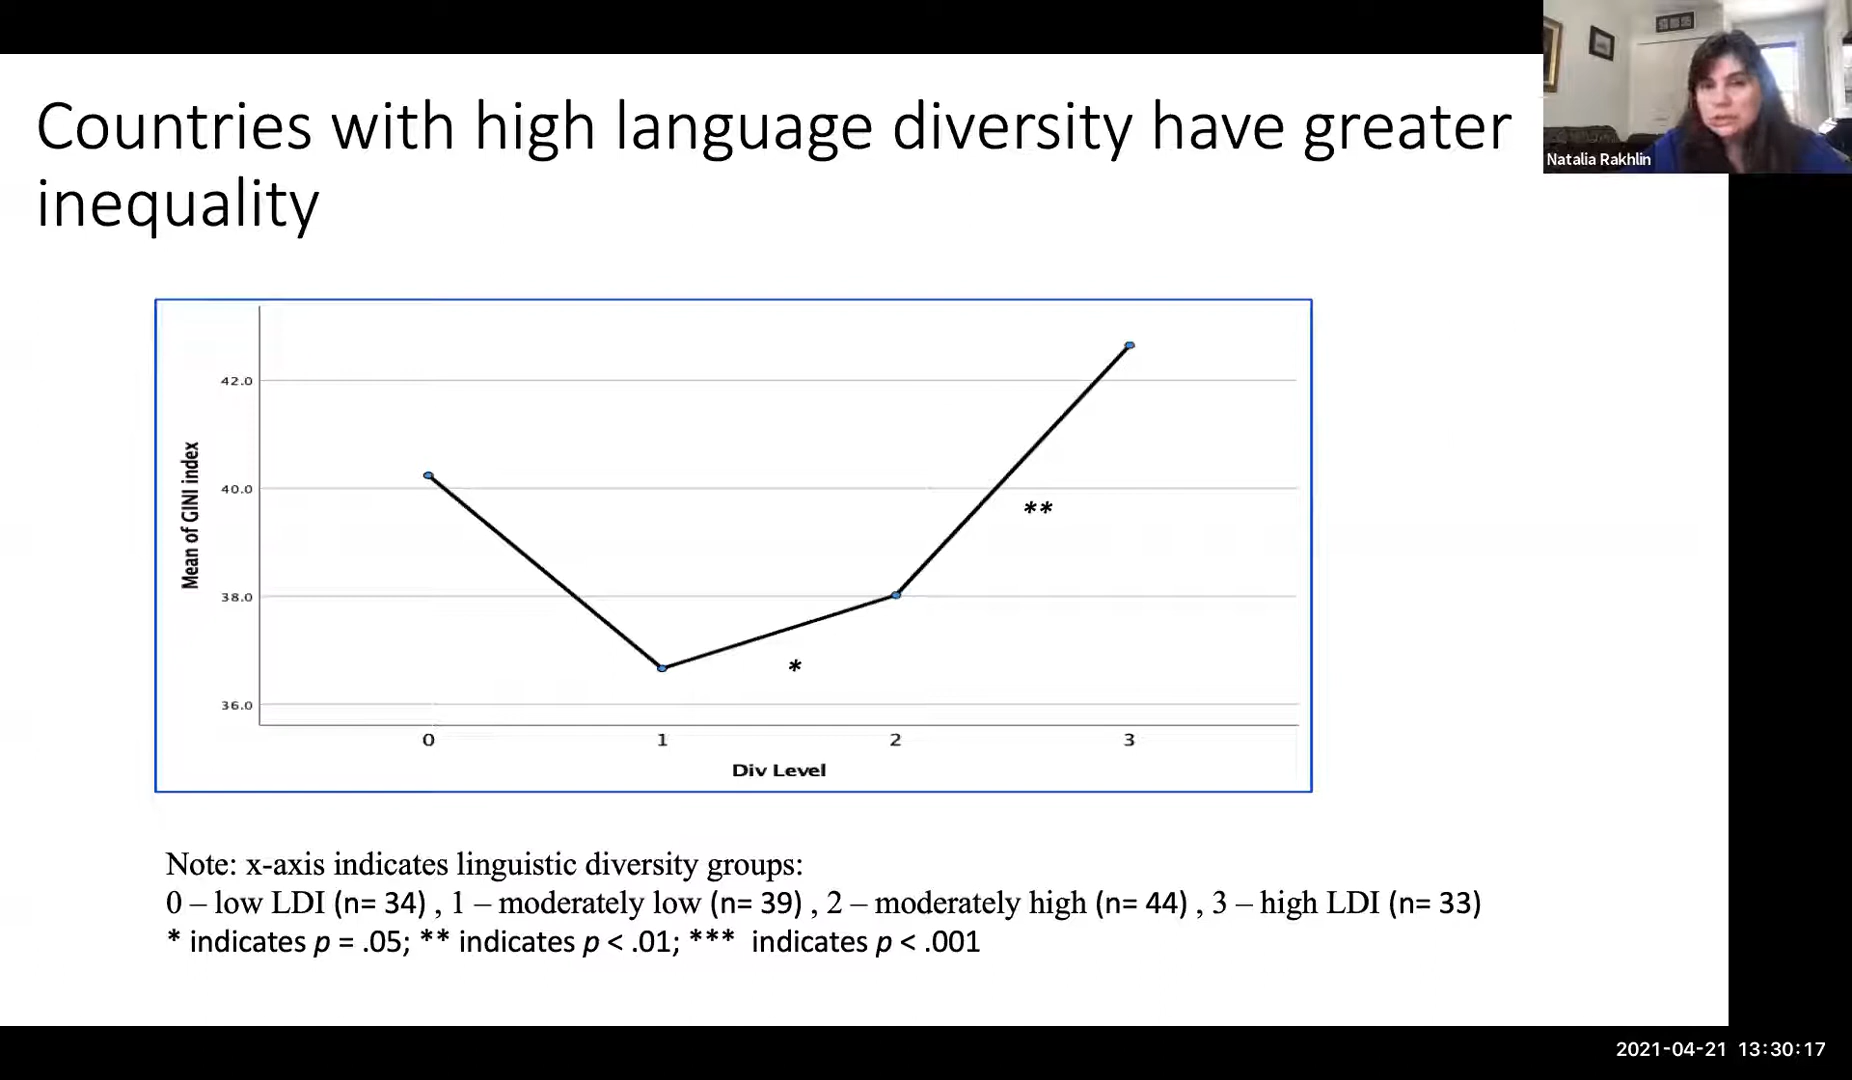 Countries with high language diversity have greater
inequality
Natalia Rakhlin
Mean of GINI index
42.0
40.0
38.0
36.0
**
*
0 1 2 3
Div Level
Note: x-axis indicates linguistic diversity groups:
0 – low LDI (n= 34) , 1 – moderately low (n= 39) , 2 – moderately high (n= 44) , 3 – high LDI (n= 33)
* indicates p = .05; ** indicates p < .01; *** indicates p < .001
2021-04-21 13:30:17